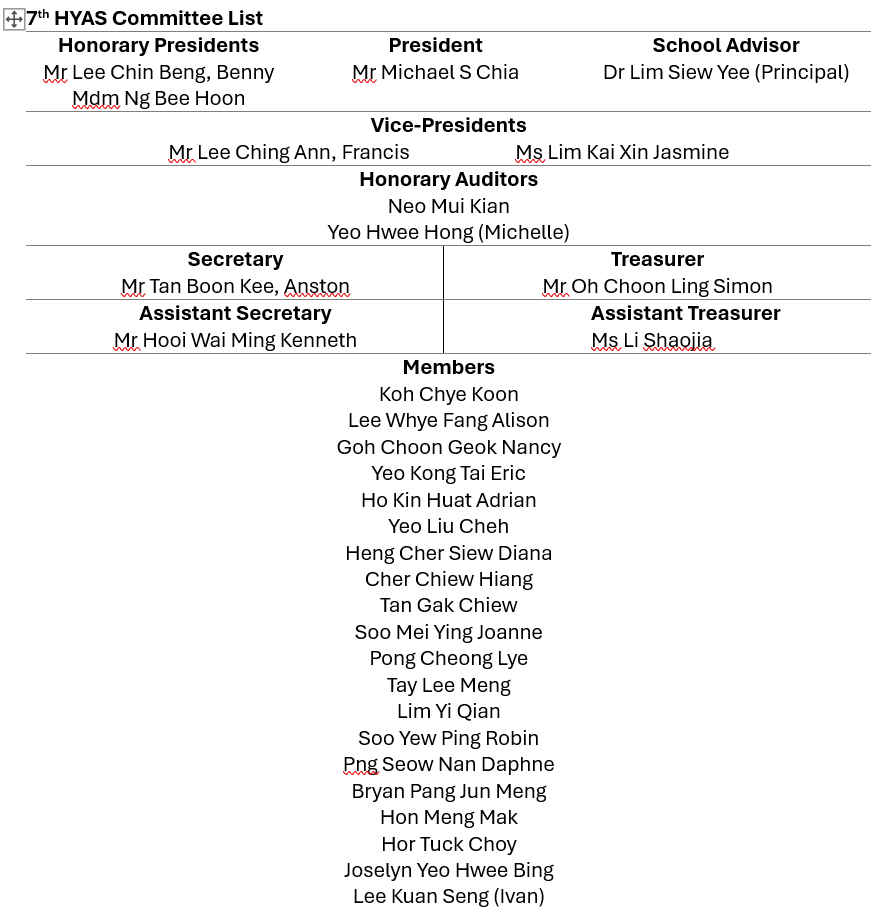 7th HYAS Committee List
Honorary Presidents President School Advisor
Mr Lee Chin Beng, Benny Mr Michael S Chia Dr Lim Siew Yee (Principal)
Mdm Ng Bee Hoon
Vice-Presidents
Mr Lee Ching Ann, Francis Ms Lim Kai Xin Jasmine
Honorary Auditors
Neo Mui Kian
Yeo Hwee Hong (Michelle)
Secretary Treasurer
Mr Tan Boon Kee, Anston Mr Oh Choon Ling Simon
Assistant Secretary Assistant Treasurer
Mr Hooi Wai Ming Kenneth Ms Li Shaojia
Members
Koh Chye Koon
Lee Whye Fang Alison
Goh Choon Geok Nancy
Yeo Kong Tai Eric
Ho Kin Huat Adrian
Yeo Liu Cheh
Heng Cher Siew Diana
Cher Chiew Hiang
Tan Gak Chiew
Soo Mei Ying Joanne
Pong Cheong Lye
Tay Lee Meng
Lim Yi Qian
Soo Yew Ping Robin
Png Seow Nan Daphne
Bryan Pang Jun Meng
Hon Meng Mak
Hor Tuck Choy
Joselyn Yeo Hwee Bing
Lee Kuan Seng (Ivan)